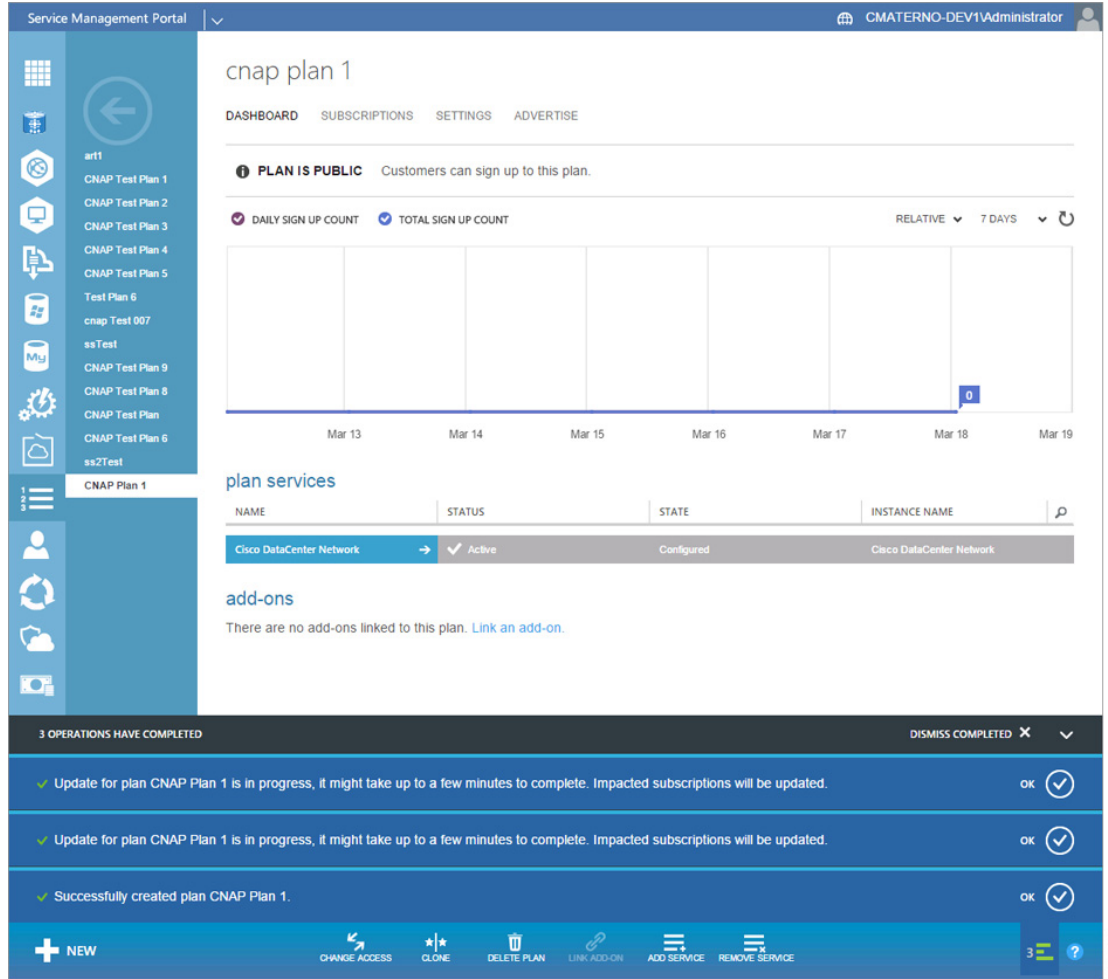 Service Management Portal
CMATERNO-DEV1\Administrator
art1
CNAP Test Plan 1
CNAP Test Plan 2
CNAP Test Plan 3
CNAP Test Plan 4
CNAP Test Plan 5
Test Plan 6
cnap Test 007
ssTest
CNAP Test Plan 9
CNAP Test Plan 8
CNAP Test Plan
CNAP Test Plan 6
ss2Test
CNAP Plan 1
My
1
2
3
cnap plan 1
DASHBOARD SUBSCRIPTIONS SETTINGS ADVERTISE
PLAN IS PUBLIC Customers can sign up to this plan.
DAILY SIGN UP COUNT TOTAL SIGN UP COUNT RELATIVE 7 DAYS
0
Mar 13 Mar 14 Mar 15 Mar 16 Mar 17 Mar 18 Mar 19
plan services
NAME STATUS STATE INSTANCE NAME
Cisco DataCenter Network Active Configured Cisco DataCenter Network
add-ons
There are no add-ons linked to this plan. Link an add-on.
3 OPERATIONS HAVE COMPLETED DISMISS COMPLETED
Update for plan CNAP Plan 1 is in progress, it might take up to a few minutes to complete. Impacted subscriptions will be updated. OK
Update for plan CNAP Plan 1 is in progress, it might take up to a few minutes to complete. Impacted subscriptions will be updated. OK
Successfully created plan CNAP Plan 1. OK
NEW CHANGE ACCESS CLONE DELETE PLAN LINK ADD-ON ADD SERVICE REMOVE SERVICE 3 ?